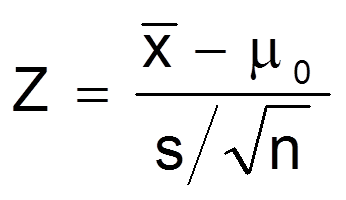 Z = (x̄ − μ₀) / (s/√n)